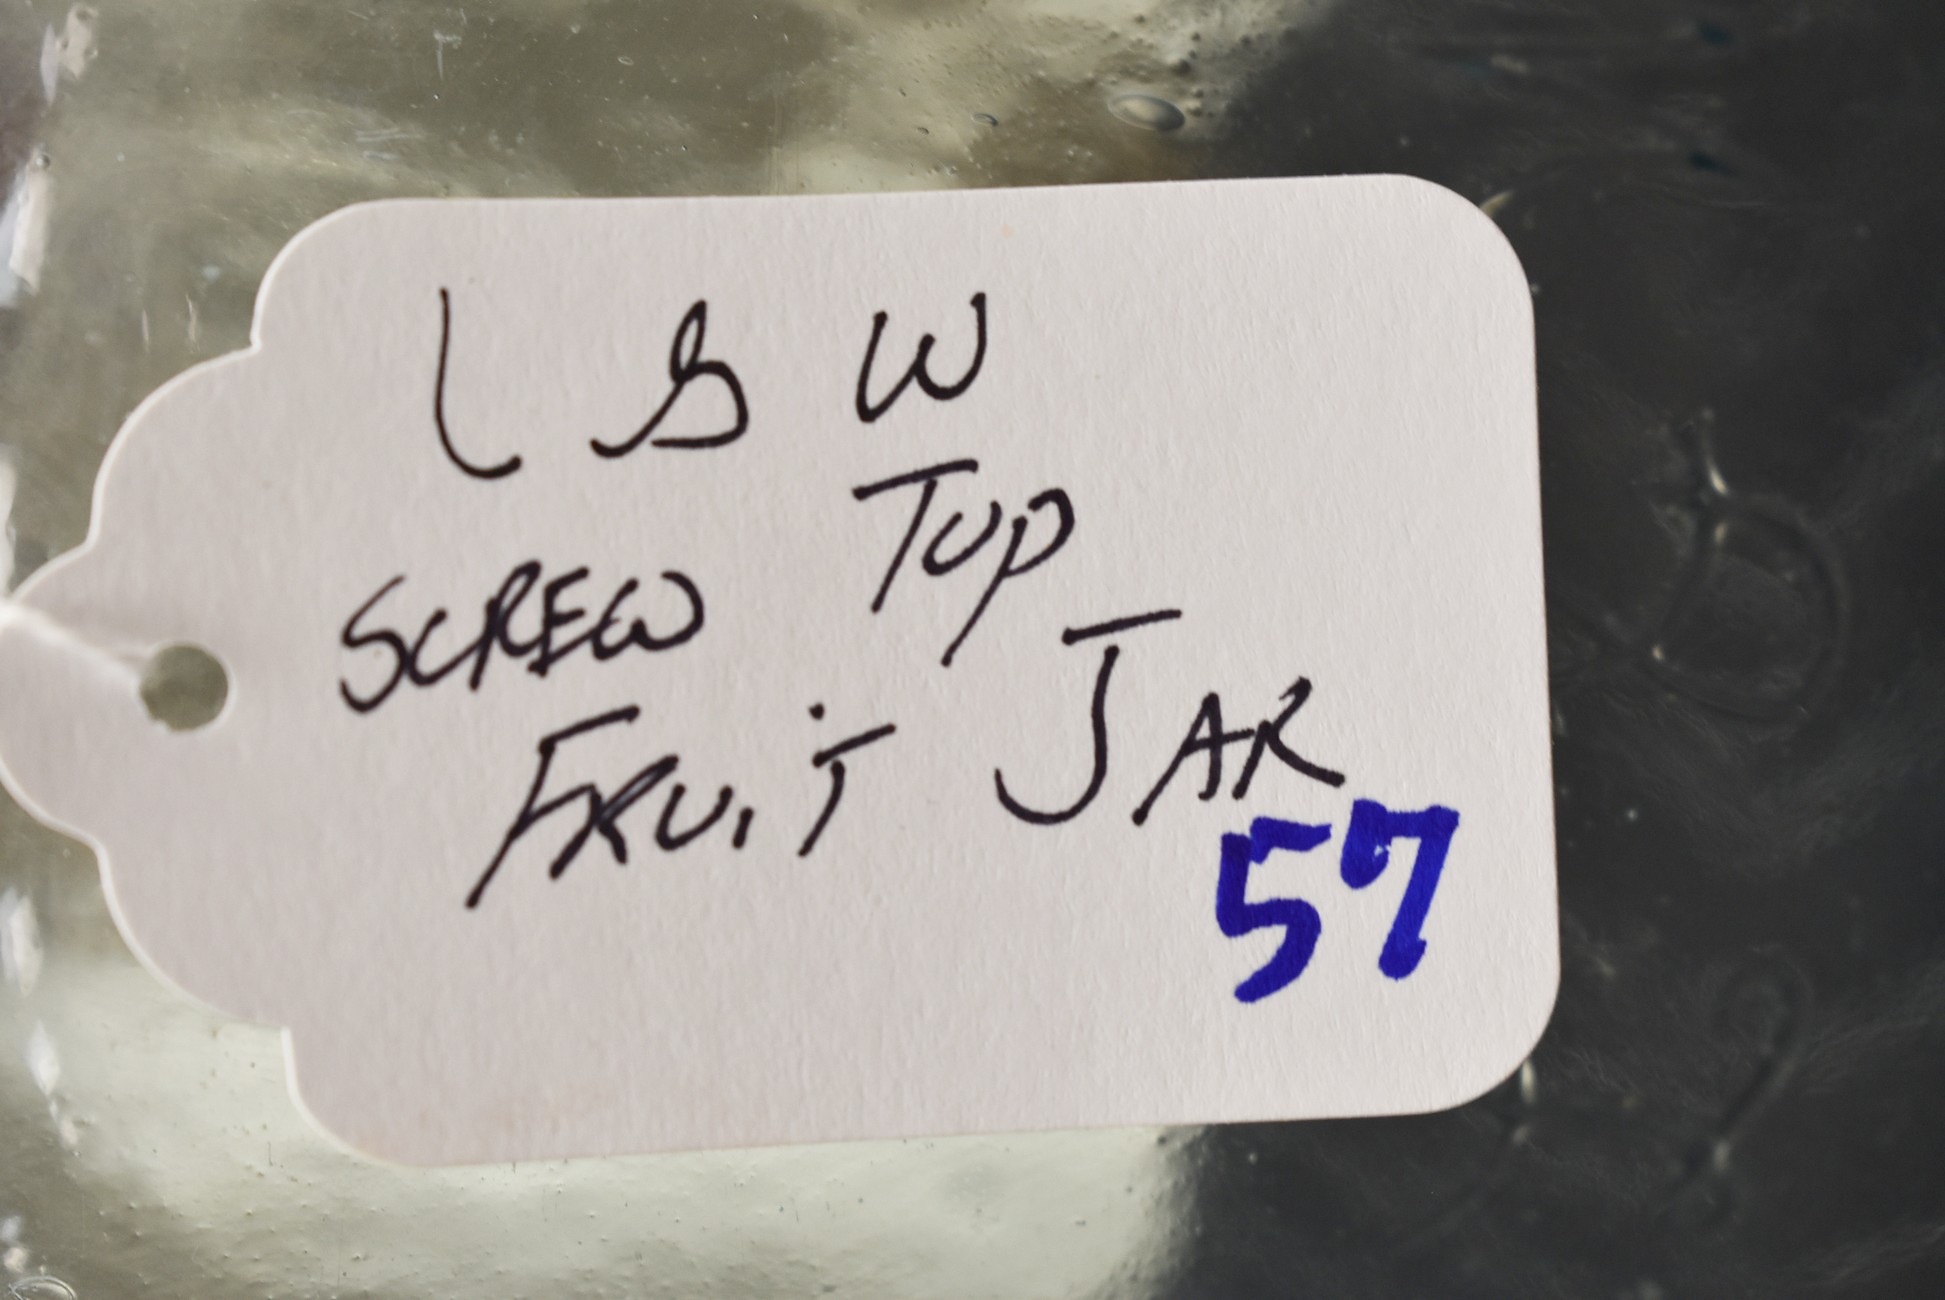 L & W
SCREW TOP
FRUiT JAR
57